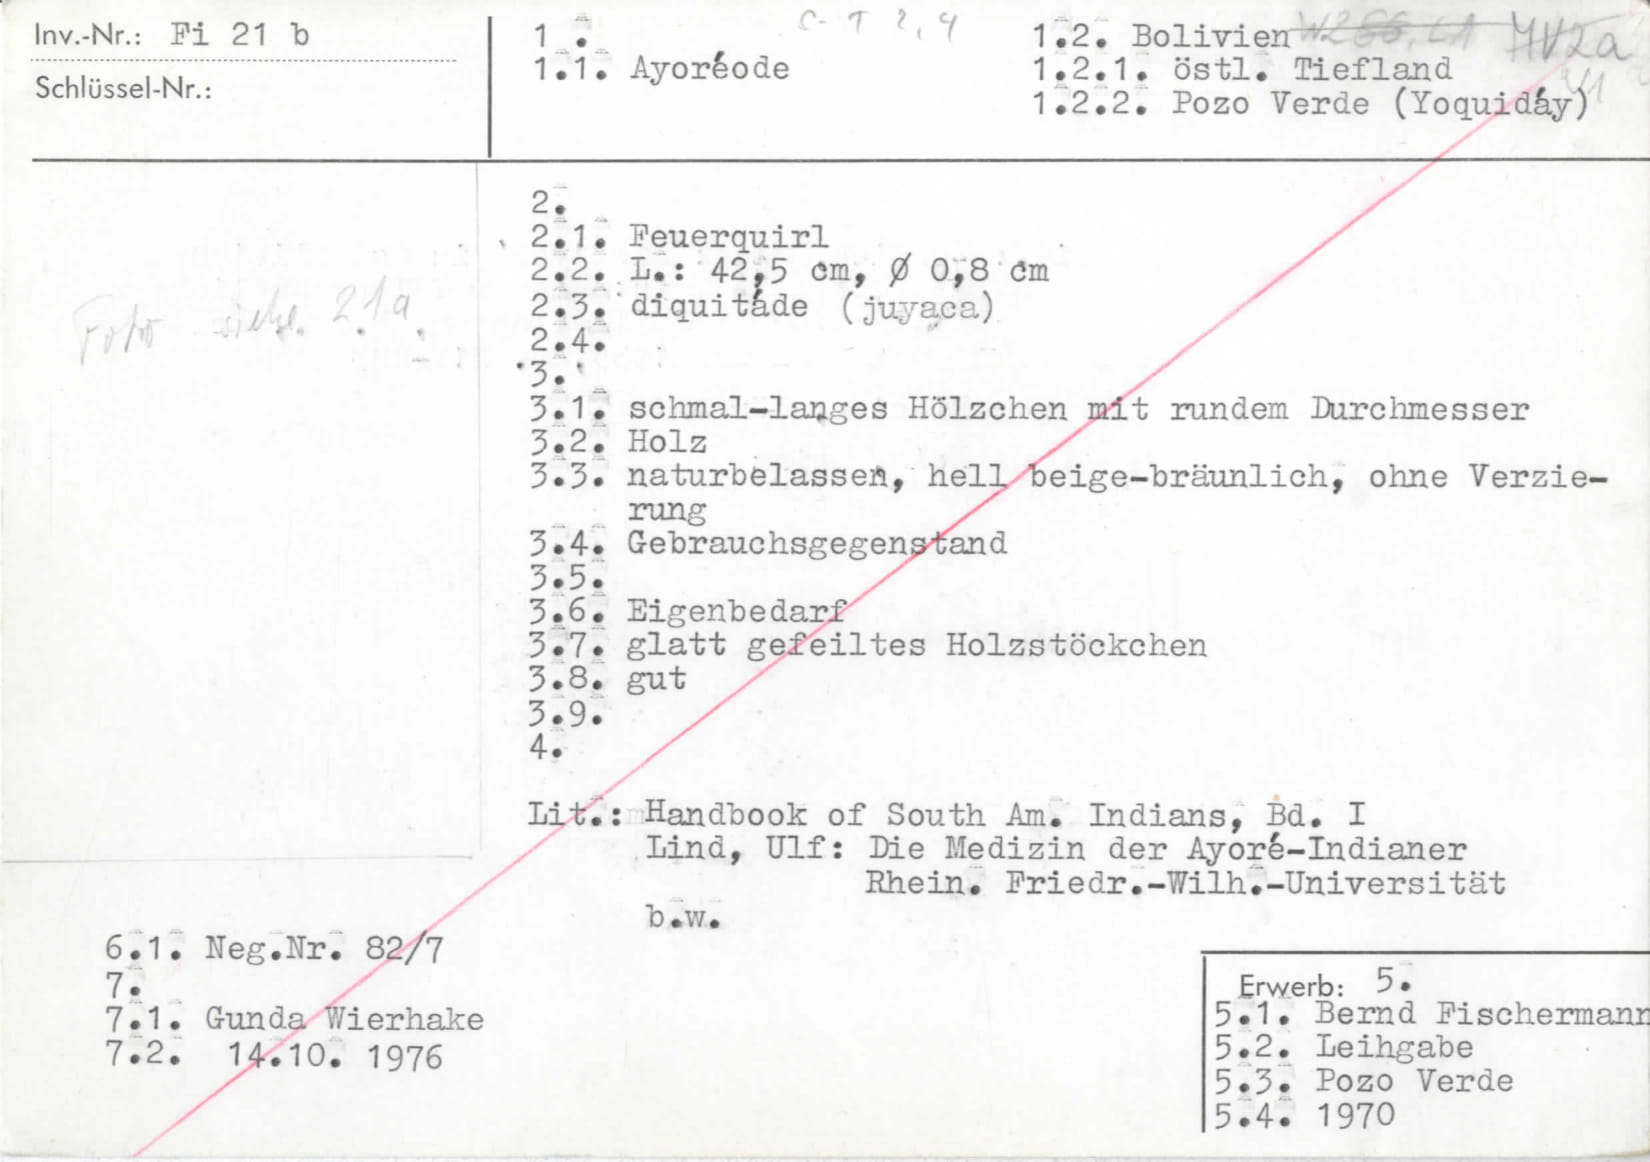 Inv.-Nr.: Fi 21 b
Schlüssel-Nr.:
1.
1.1. Ayoréode
C- T 2,4
1.2. Bolivien
1.2.1. östl. Tiefland
1.2.2. Pozo Verde (Yoquidáy)
Foto siehe 21a.
2.
2.1. Feuerquirl
2.2. L.: 42,5 cm, Ø 0,8 cm
2.3. diquitáde (juyaca)
2.4.
3.
3.1. schmal-langes Hölzchen mit rundem Durchmesser
3.2. Holz
3.3. naturbelassen, hell beige-bräunlich, ohne Verzie-
rung
3.4. Gebrauchsgegenstand
3.5.
3.6. Eigenbedarf
3.7. glatt gefeiltes Holzstöckchen
3.8. gut
3.9.
4.
Lit.: Handbook of South Am. Indians, Bd. I
Lind, Ulf: Die Medizin der Ayoré-Indianer
Rhein. Friedr.-Wilh.-Universität
b.w.
6.1. Neg.Nr. 82/7
7.
7.1. Gunda Wierhake
7.2. 14.10. 1976
Erwerb: 5.
5.1. Bernd Fischermann
5.2. Leihgabe
5.3. Pozo Verde
5.4. 1970